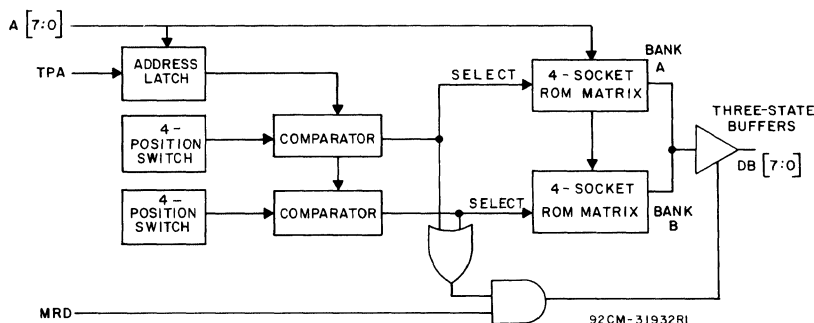 A [7:0]
TPA
ADDRESS
LATCH
4-
POSITION
SWITCH
COMPARATOR
4-
POSITION
SWITCH
COMPARATOR
SELECT
4-SOCKET
ROM MATRIX
BANK
A
SELECT
4-SOCKET
ROM MATRIX
BANK
B
THREE-STATE
BUFFERS
DB [7:0]
MRD
92CM-31932R1